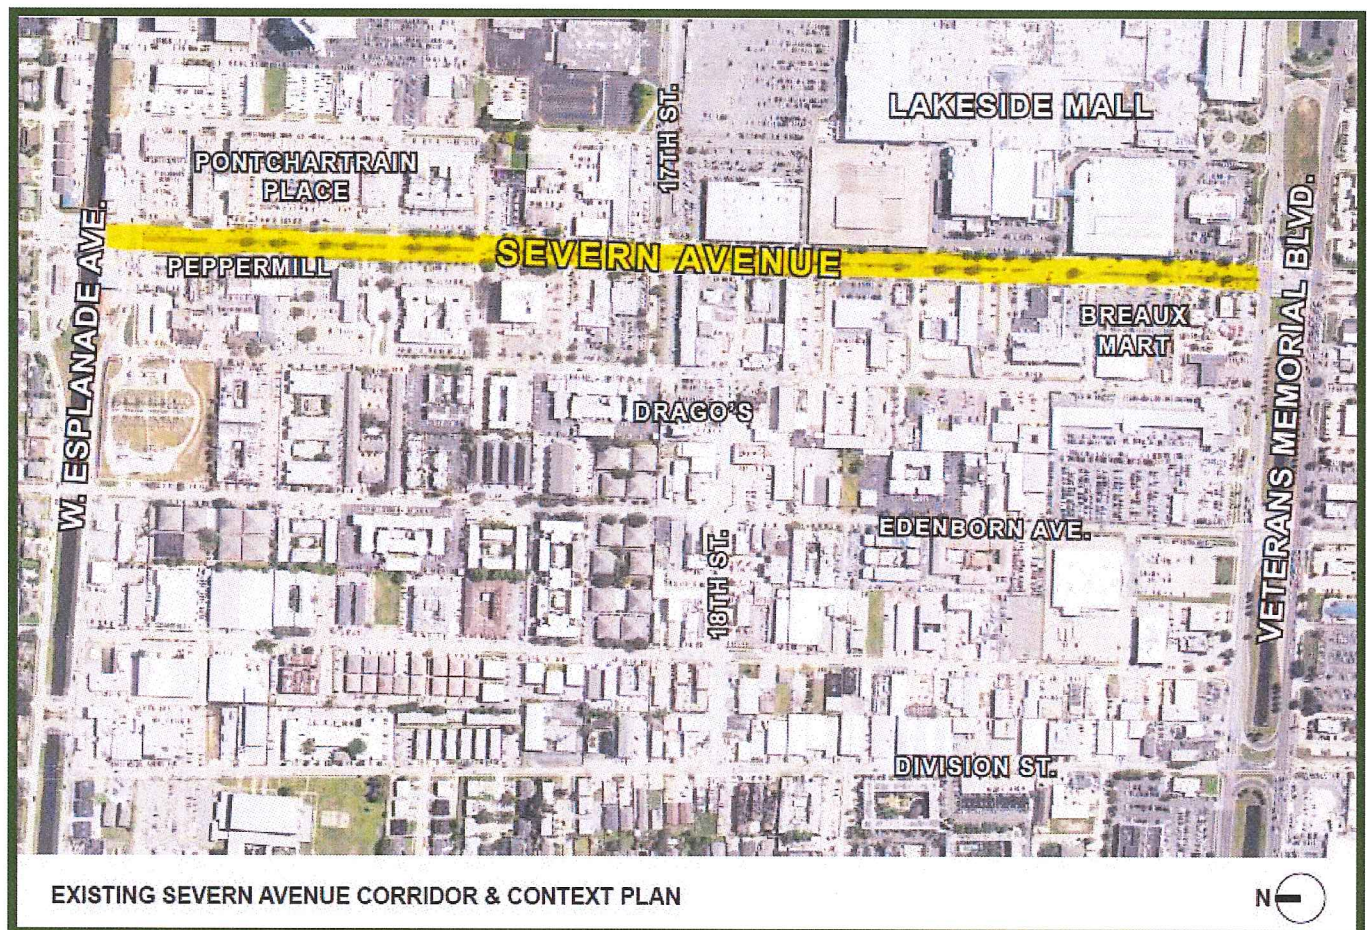 LAKESIDE MALL
17TH ST.
PONTCHARTRAIN
PLACE
W. ESPLANADE AVE.
SEVERN AVENUE
PEPPERMILL
VETERANS MEMORIAL BLVD.
BREAUX
MART
DRAGO'S
EDENBORN AVE.
18TH ST.
DIVISION ST.
EXISTING SEVERN AVENUE CORRIDOR & CONTEXT PLAN
N